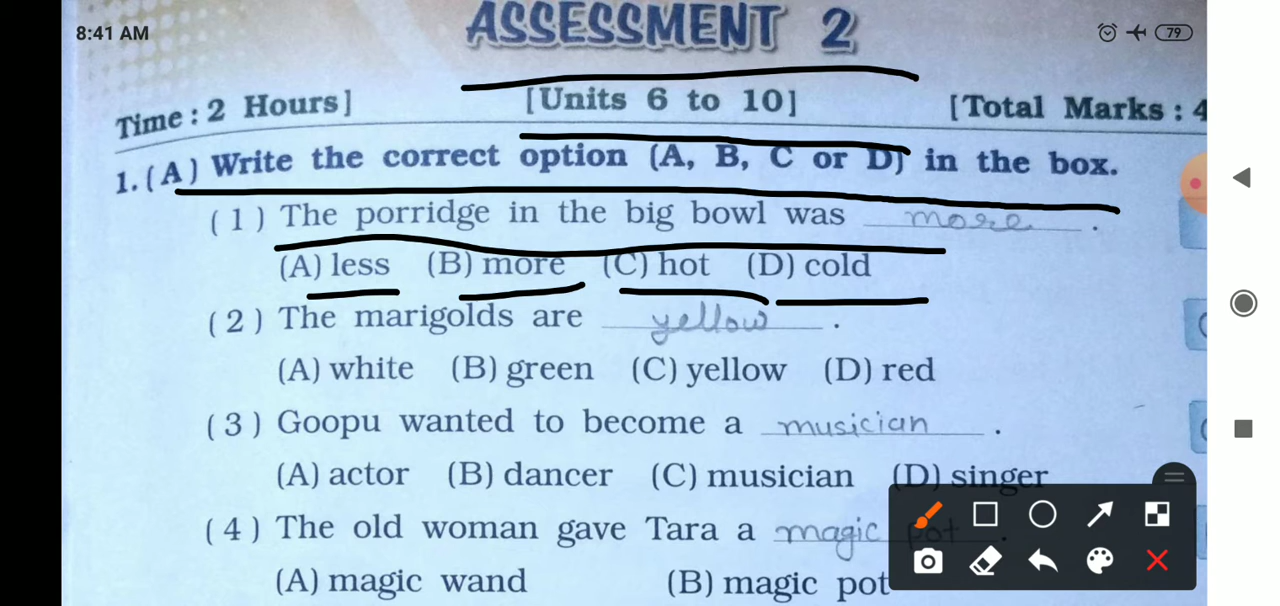 8:41 AM
79
ASSESSMENT 2
Time : 2 Hours] [Units 6 to 10] [Total Marks : 4
1. (A) Write the correct option (A, B, C or D) in the box.
(1) The porridge in the big bowl was more.
(A) less (B) more (C) hot (D) cold
(2) The marigolds are yellow.
(A) white (B) green (C) yellow (D) red
(3) Goopu wanted to become a musician.
(A) actor (B) dancer (C) musician (D) singer
(4) The old woman gave Tara a magic pot.
(A) magic wand (B) magic pot